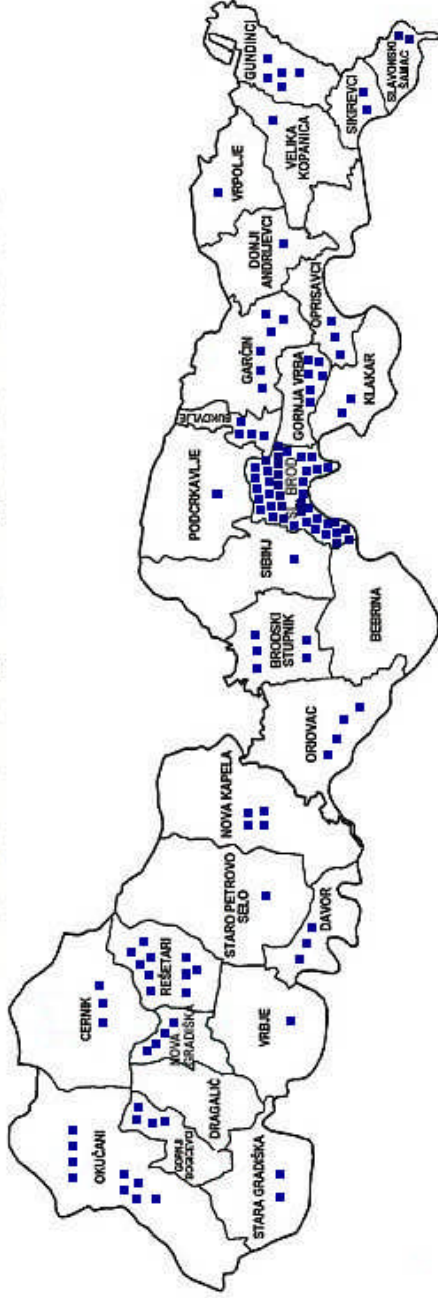 OKUČANI
CERNIK
GORNJI
BOGIĆEVCI
STARA GRADIŠKA
DRAGALIĆ
NOVA
GRADIŠKA
REŠETARI
VRBJE
STARO PETROVO
SELO
DAVOR
NOVA KAPELA
ORIOVAC
BRODSKI
STUPNIK
BEBRINA
SIBINJ
PODCRKAVLJE
SL. BROD
BUKOVLJE
GORNJA VRBA
GARČIN
KLAKAR
OPRISAVCI
DONJI
ANDRIJEVCI
VRPOLJE
VELIKA
KOPANICA
GUNDINCI
SIKIREVCI
SLAVONSKI
ŠAMAC